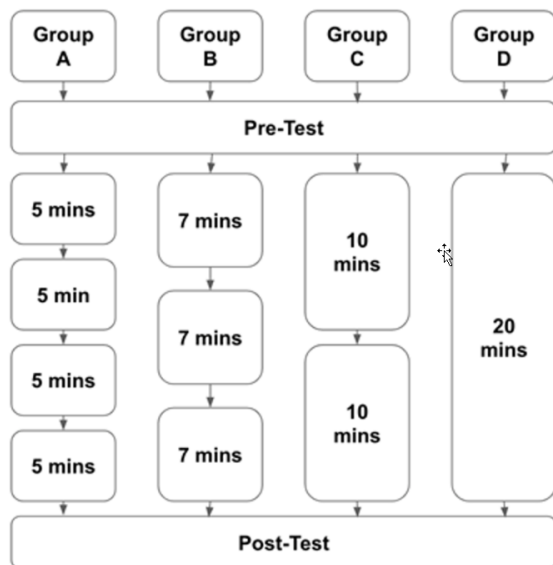 Group
A
Group
B
Group
C
Group
D
Pre-Test
5 mins
5 min
5 mins
5 mins
7 mins
7 mins
7 mins
10
mins
10
mins
20
mins
Post-Test